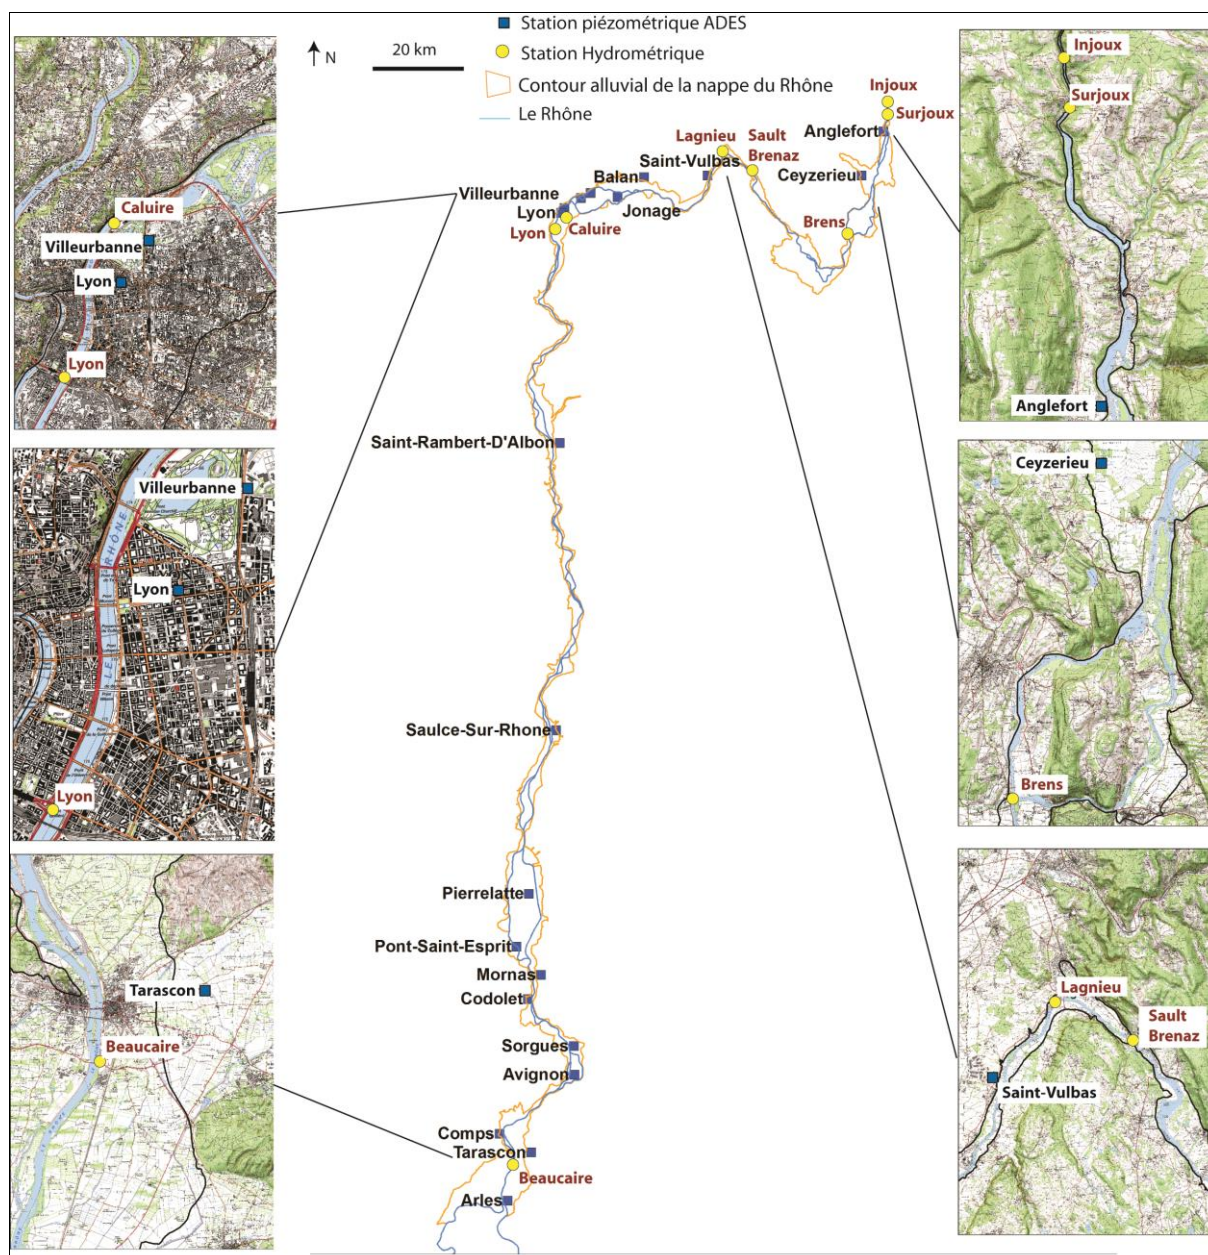 Station piézométrique ADES
Station Hydrométrique
Contour alluvial de la nappe du Rhône
Le Rhône
N
20 km
Caluire
Villeurbanne
Lyon
Lyon
Villeurbanne
LE RHÔNE
Lyon
Lyon
Tarascon
Beaucaire
Injoux
Surjoux
Anglefort
Lagnieu
Sault
Brenaz
Saint-Vulbas
Ceyzerieu
Balan
Villeurbanne
Jonage
Lyon
Caluire
Lyon
Brens
Saint-Rambert-D'Albon
Saulce-Sur-Rhone
Pierrelatte
Pont-Saint-Esprit
Mornas
Codolet
Sorgues
Avignon
Comps
Tarascon
Beaucaire
Arles
Injoux
Surjoux
Anglefort
Ceyzerieu
Brens
Lagnieu
Sault
Brenaz
Saint-Vulbas